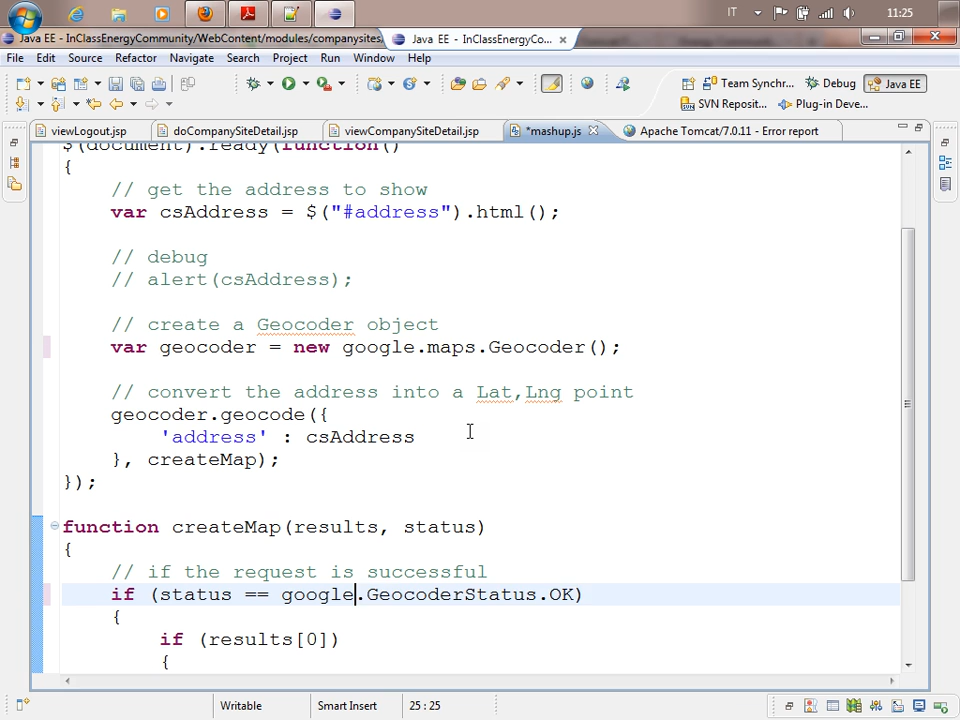 IT
11:25
Java EE - InClassEnergyCommunity/WebContent/modules/companysites
Java EE - InClassEnergyCo...
File Edit Source Refactor Navigate Search Project Run Window Help
Team Synchr... Debug Java EE
SVN Reposit... Plug-in Deve...
viewLogout.jsp doCompanySiteDetail.jsp viewCompanySiteDetail.jsp *mashup.js Apache Tomcat/7.0.11 - Error report
$(document).ready(function()
{
// get the address to show
var csAddress = $("#address").html();
// debug
// alert(csAddress);
// create a Geocoder object
var geocoder = new google.maps.Geocoder();
// convert the address into a Lat,Lng point
geocoder.geocode({
'address' : csAddress
}, createMap);
});
function createMap(results, status)
{
// if the request is successful
if (status == google.GeocoderStatus.OK)
{
if (results[0])
{
Writable Smart Insert 25 : 25